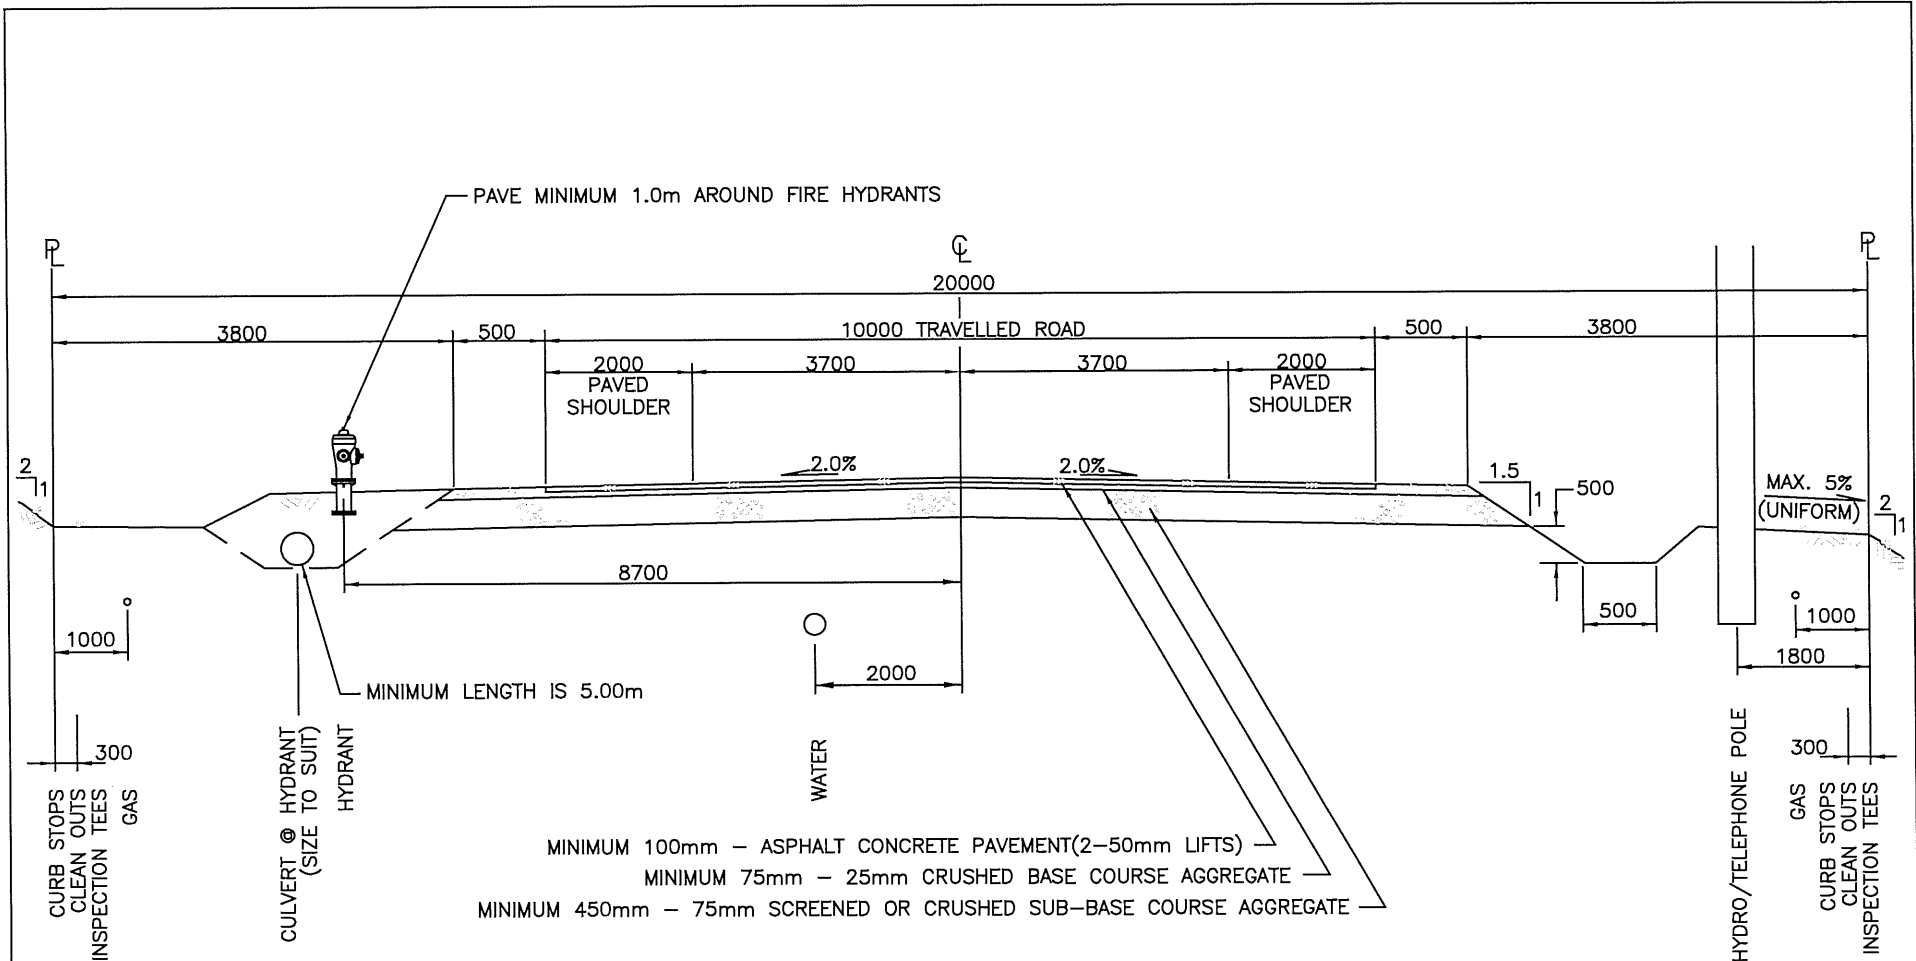 PAVE MINIMUM 1.0m AROUND FIRE HYDRANTS
PL
CL
PL
20000
3800
500
10000 TRAVELLED ROAD
500
3800
2000
PAVED
SHOULDER
3700
3700
2000
PAVED
SHOULDER
2
1
2.0%
2.0%
1.5
1
500
MAX. 5%
(UNIFORM)
2
1
8700
500
1000
1000
2000
1800
MINIMUM LENGTH IS 5.00m
300
300
CURB STOPS
CLEAN OUTS
INSPECTION TEES
GAS
CULVERT @ HYDRANT
(SIZE TO SUIT)
HYDRANT
WATER
HYDRO/TELEPHONE POLE
GAS
CURB STOPS
CLEAN OUTS
INSPECTION TEES
MINIMUM 100mm – ASPHALT CONCRETE PAVEMENT(2–50mm LIFTS)
MINIMUM 75mm – 25mm CRUSHED BASE COURSE AGGREGATE
MINIMUM 450mm – 75mm SCREENED OR CRUSHED SUB–BASE COURSE AGGREGATE